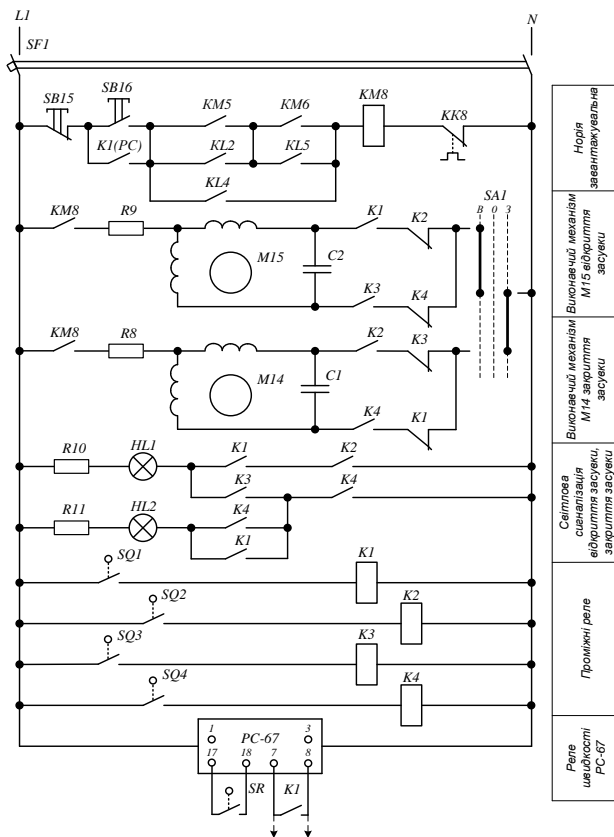 L1 N
SF1
SB15 SB16 KM5 KM6 KM8 KK8
K1(PC) KL2 KL5
KL4
SA1
В 0 З
KM8 R9 K1 K2
M15 C2
K3 K4
KM8 R8 K2 K3
M14 C1
K4 K1
R10 HL1 K1 K2
K3 K4
R11 HL2 K4
K1
SQ1 K1
SQ2 K2
SQ3 K3
SQ4 K4
1 PC-67 3
17 18 7 8
SR K1
Норія
завантажувальна
Виконавчий механізм
М15 відкриття
засувки
Виконавчий механізм
М14 закриття
засувки
Світлова
сигналізація
відкриття засувки,
закриття засувки
Проміжні реле
Реле
швидкості
РС-67